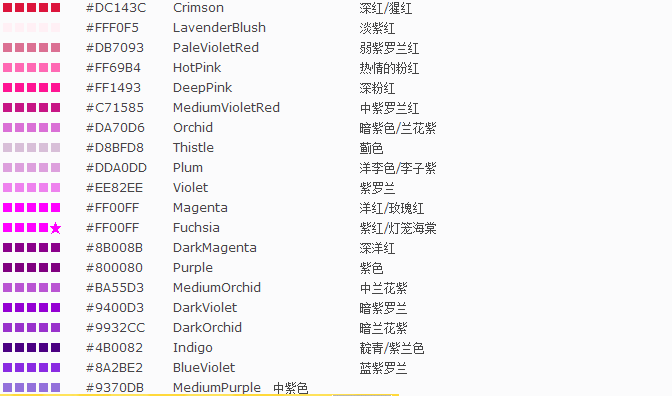 #DC143C Crimson 深红/猩红
#FFF0F5 LavenderBlush 淡紫红
#DB7093 PaleVioletRed 弱紫罗兰红
#FF69B4 HotPink 热情的粉红
#FF1493 DeepPink 深粉红
#C71585 MediumVioletRed 中紫罗兰红
#DA70D6 Orchid 暗紫色/兰花紫
#D8BFD8 Thistle 蓟色
#DDA0DD Plum 洋李色/李子紫
#EE82EE Violet 紫罗兰
#FF00FF Magenta 洋红/玫瑰红
#FF00FF Fuchsia 紫红/灯笼海棠
#8B008B DarkMagenta 深洋红
#800080 Purple 紫色
#BA55D3 MediumOrchid 中兰花紫
#9400D3 DarkViolet 暗紫罗兰
#9932CC DarkOrchid 暗兰花紫
#4B0082 Indigo 靛青/紫兰色
#8A2BE2 BlueViolet 蓝紫罗兰
#9370DB MediumPurple 中紫色